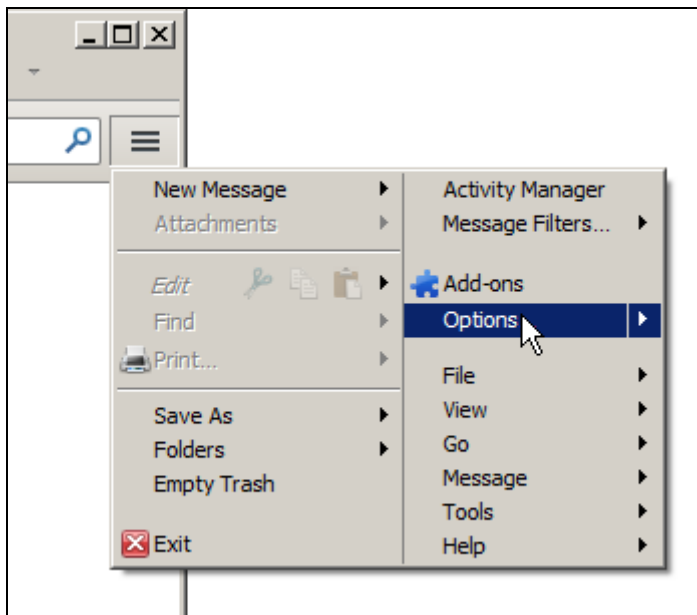 New Message
Attachments
Edit
Find
Print...
Save As
Folders
Empty Trash
Exit
Activity Manager
Message Filters...
Add-ons
Options
File
View
Go
Message
Tools
Help